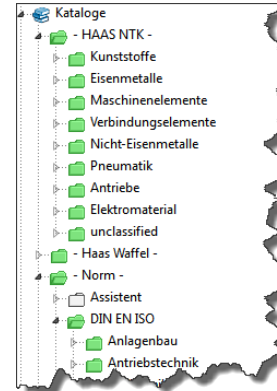 Kataloge
- HAAS NTK -
Kunststoffe
Eisenmetalle
Maschinenelemente
Verbindungselemente
Nicht-Eisenmetalle
Pneumatik
Antriebe
Elektromaterial
unclassified
- Haas Waffel -
- Norm -
Assistent
DIN EN ISO
Anlagenbau
Antriebstechnik